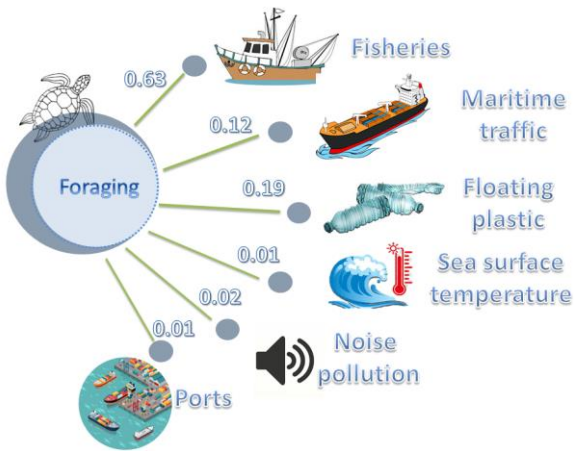 0.63
Fisheries
0.12
Maritime
traffic
Foraging
0.19
Floating
plastic
0.01
Sea surface
temperature
0.02
Noise
pollution
0.01
Ports